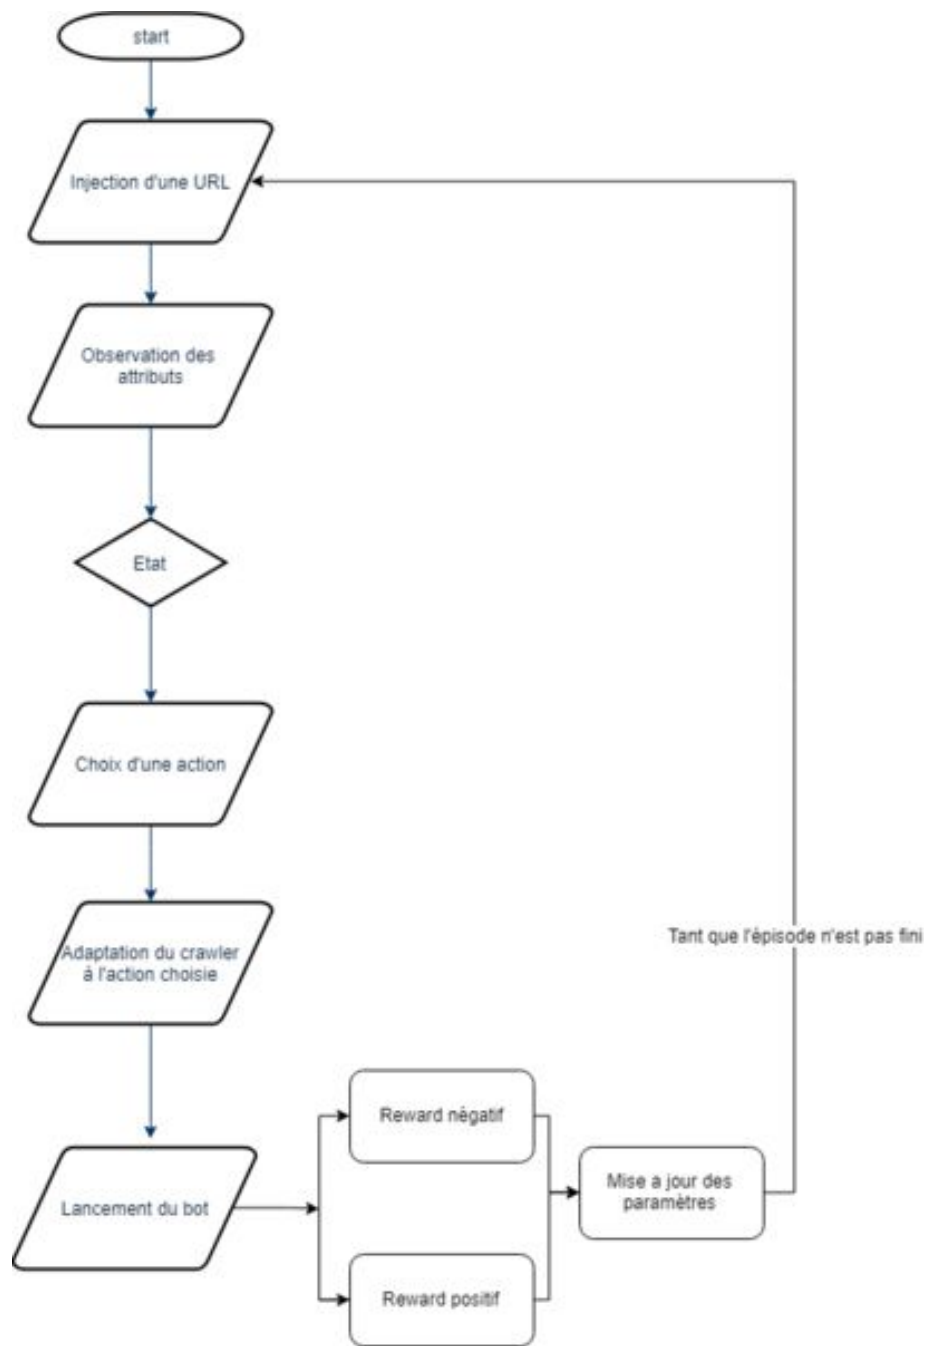 start
Injection d'une URL
Observation des
attributs
Etat
Choix d'une action
Adaptation du crawler
à l'action choisie
Tant que l'épisode n'est pas fini
Reward négatif
Lancement du bot
Mise a jour des
paramètres
Reward positif